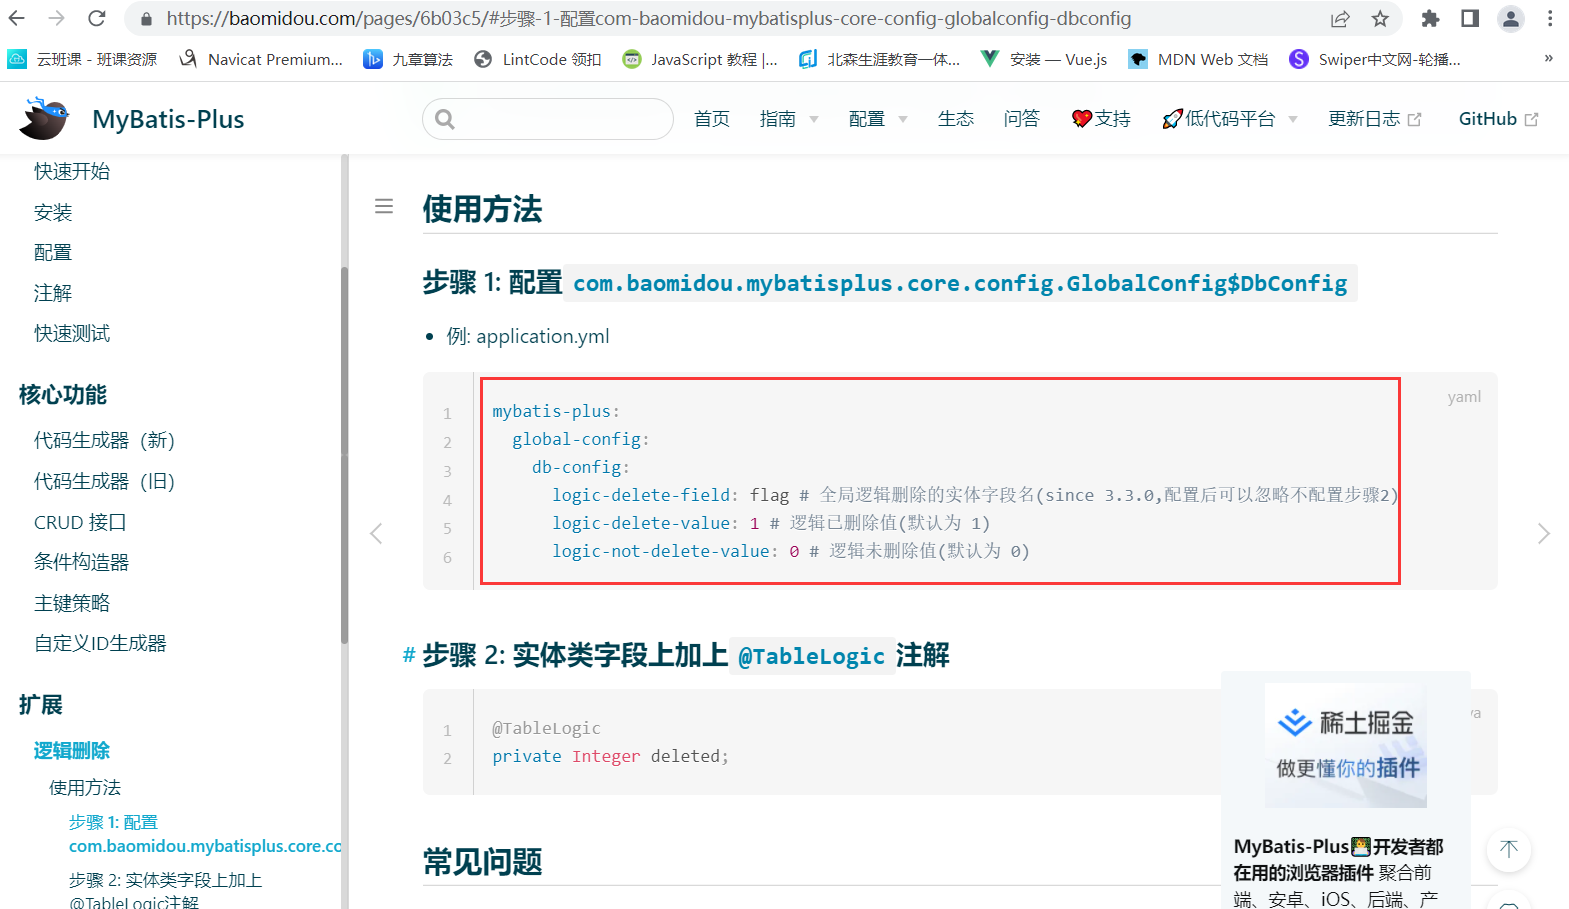 https://baomidou.com/pages/6b03c5/#步骤-1-配置com-baomidou-mybatisplus-core-config-globalconfig-dbconfig
云班课 - 班课资源
Navicat Premium...
九章算法
LintCode 领扣
JavaScript 教程 |...
北森生涯教育一体...
安装 — Vue.js
MDN Web 文档
Swiper中文网-轮播...
»
MyBatis-Plus
首页
指南
配置
生态
问答
支持
低代码平台
更新日志
GitHub
快速开始
安装
配置
注解
快速测试
核心功能
代码生成器（新）
代码生成器（旧）
CRUD 接口
条件构造器
主键策略
自定义ID生成器
扩展
逻辑删除
使用方法
步骤 1: 配置
com.baomidou.mybatisplus.core.co
步骤 2: 实体类字段上加上
@TableLogic注解
使用方法
步骤 1: 配置 com.baomidou.mybatisplus.core.config.GlobalConfig$DbConfig
• 例: application.yml
yaml
1 mybatis-plus:
2 global-config:
3 db-config:
4 logic-delete-field: flag # 全局逻辑删除的实体字段名(since 3.3.0,配置后可以忽略不配置步骤2)
5 logic-delete-value: 1 # 逻辑已删除值(默认为 1)
6 logic-not-delete-value: 0 # 逻辑未删除值(默认为 0)
# 步骤 2: 实体类字段上加上 @TableLogic 注解
va
1 @TableLogic
2 private Integer deleted;
常见问题
稀土掘金
做更懂你的插件
MyBatis-Plus开发者都
在用的浏览器插件 聚合前
端、安卓、iOS、后端、产